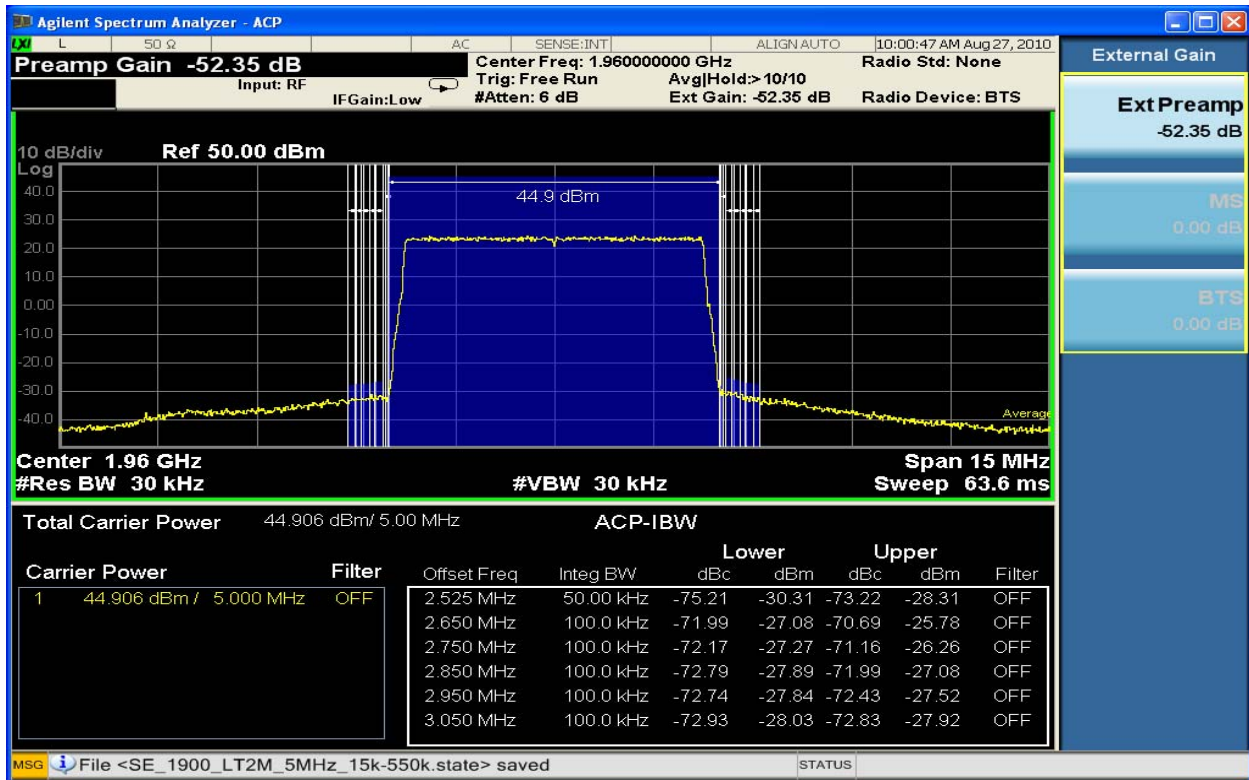 Agilent Spectrum Analyzer - ACP
LXI L 50 Ω AC SENSE:INT ALIGN AUTO 10:00:47 AM Aug 27, 2010
Preamp Gain -52.35 dB
Input: RF
IFGain:Low
Center Freq: 1.960000000 GHz
Trig: Free Run Avg|Hold:> 10/10
#Atten: 6 dB Ext Gain: -52.35 dB
Radio Std: None
Radio Device: BTS
10 dB/div Ref 50.00 dBm
Log
40.0
30.0
20.0
10.0
0.00
-10.0
-20.0
-30.0
-40.0
44.9 dBm
Average
Center 1.96 GHz Span 15 MHz
#Res BW 30 kHz #VBW 30 kHz Sweep 63.6 ms
Total Carrier Power 44.906 dBm/ 5.00 MHz ACP-IBW
Lower Upper
Carrier Power Filter Offset Freq Integ BW dBc dBm dBc dBm Filter
1 44.906 dBm / 5.000 MHz OFF 2.525 MHz 50.00 kHz -75.21 -30.31 -73.22 -28.31 OFF
2.650 MHz 100.0 kHz -71.99 -27.08 -70.69 -25.78 OFF
2.750 MHz 100.0 kHz -72.17 -27.27 -71.16 -26.26 OFF
2.850 MHz 100.0 kHz -72.79 -27.89 -71.99 -27.08 OFF
2.950 MHz 100.0 kHz -72.74 -27.84 -72.43 -27.52 OFF
3.050 MHz 100.0 kHz -72.93 -28.03 -72.83 -27.92 OFF
MSG File <SE_1900_LT2M_5MHz_15k-550k.state> saved STATUS
External Gain
Ext Preamp
-52.35 dB
MS
0.00 dB
BTS
0.00 dB